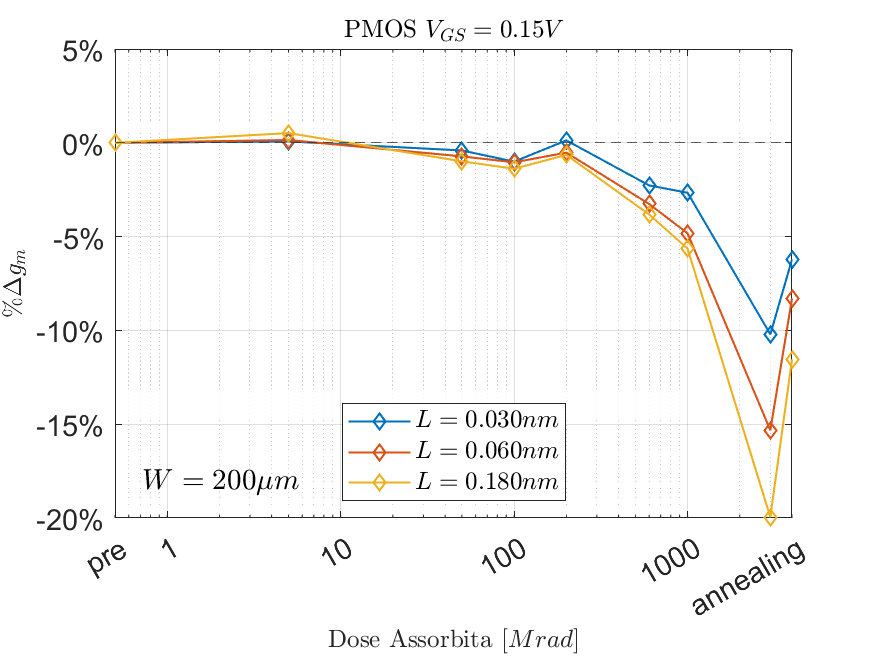 PMOS V_{GS} = 0.15V
5%
0%
-5%
-10%
-15%
-20%
%Δg_m
L = 0.030nm
L = 0.060nm
L = 0.180nm
W = 200μm
pre 1 10 100 1000 annealing
Dose Assorbita [Mrad]